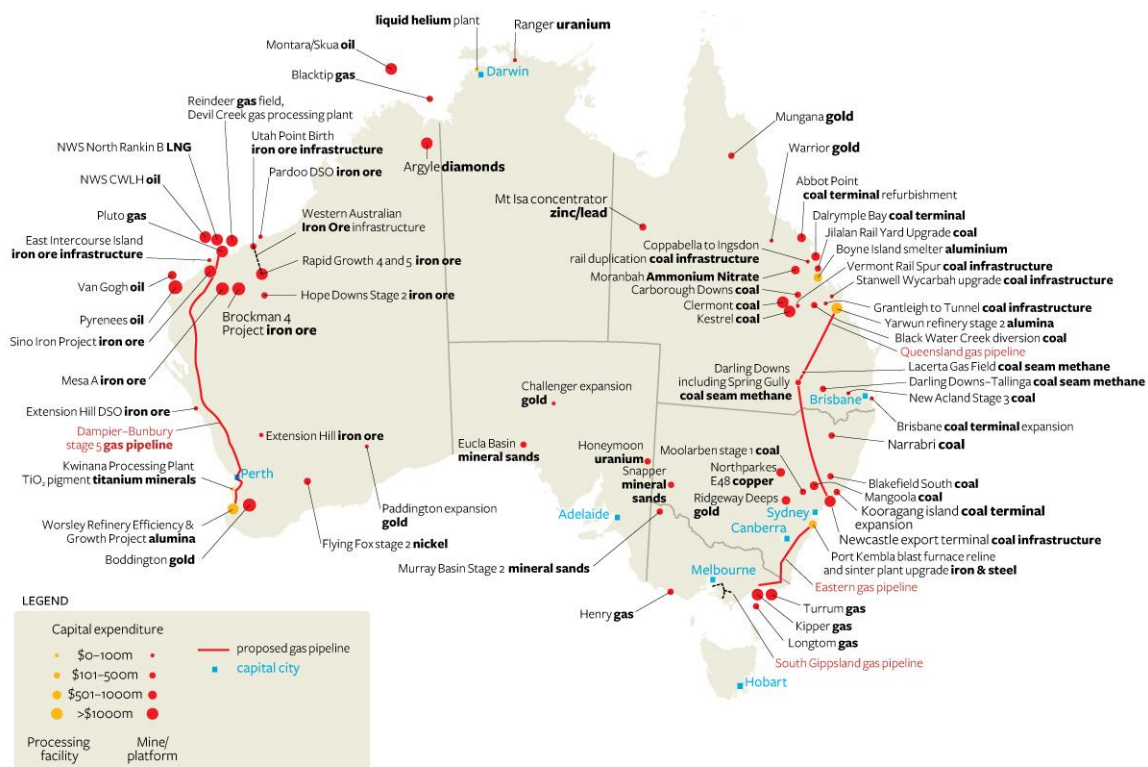 liquid helium plant
Ranger uranium
Montara/Skua oil
Darwin
Blacktip gas
Reindeer gas field,
Devil Creek gas processing plant
Utah Point Birth
iron ore infrastructure
NWS North Rankin B LNG
Pardoo DSO iron ore
Argyle diamonds
NWS CWLH oil
Western Australian
Iron Ore infrastructure
Pluto gas
East Intercourse Island
iron ore infrastructure
Rapid Growth 4 and 5 iron ore
Van Gogh oil
Hope Downs Stage 2 iron ore
Pyrenees oil
Brockman 4
Project iron ore
Sino Iron Project iron ore
Mesa A iron ore
Extension Hill DSO iron ore
Dampier–Bunbury
stage 5 gas pipeline
Extension Hill iron ore
Kwinana Processing Plant
TiO2 pigment titanium minerals
Perth
Worsley Refinery Efficiency &
Growth Project alumina
Boddington gold
Paddington expansion
gold
Flying Fox stage 2 nickel
Mungana gold
Warrior gold
Mt Isa concentrator
zinc/lead
Abbot Point
coal terminal refurbishment
Dalrymple Bay coal terminal
Jilalan Rail Yard Upgrade coal
Boyne Island smelter aluminium
Coppabella to Ingsdon
rail duplication coal infrastructure
Vermont Rail Spur coal infrastructure
Moranbah Ammonium Nitrate
Stanwell Wycarbah upgrade coal infrastructure
Carborough Downs coal
Clermont coal
Kestrel coal
Grantleigh to Tunnel coal infrastructure
Yarwun refinery stage 2 alumina
Black Water Creek diversion coal
Queensland gas pipeline
Lacerta Gas Field coal seam methane
Darling Downs
including Spring Gully
coal seam methane
Darling Downs–Tallinga coal seam methane
New Acland Stage 3 coal
Brisbane
Brisbane coal terminal expansion
Narrabri coal
Challenger expansion
gold
Eucla Basin
mineral sands
Honeymoon
uranium
Snapper
mineral
sands
Moolarben stage 1 coal
Northparkes
E48 copper
Ridgeway Deeps
gold
Blakefield South coal
Mangoola coal
Kooragang island coal terminal
expansion
Sydney
Adelaide
Canberra
Newcastle export terminal coal infrastructure
Port Kembla blast furnace reline
and sinter plant upgrade iron & steel
Murray Basin Stage 2 mineral sands
Melbourne
Eastern gas pipeline
Henry gas
Turrum gas
Kipper gas
Longtom gas
South Gippsland gas pipeline
Hobart
LEGEND
Capital expenditure
$0–100m
$101–500m
$501–1000m
>$1000m
Processing
facility
Mine/
platform
proposed gas pipeline
capital city